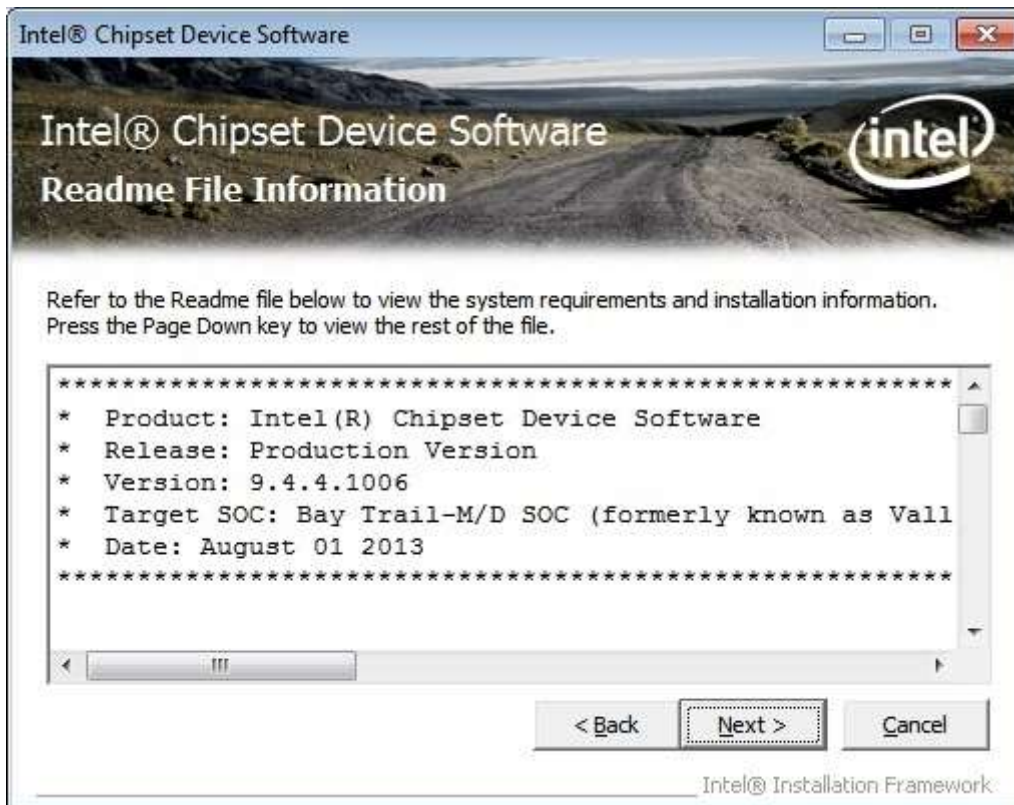 Intel® Chipset Device Software
Intel® Chipset Device Software
intel
Readme File Information
Refer to the Readme file below to view the system requirements and installation information.
Press the Page Down key to view the rest of the file.
********************************************************
* Product: Intel(R) Chipset Device Software
* Release: Production Version
* Version: 9.4.4.1006
* Target SOC: Bay Trail-M/D SOC (formerly known as Vall
* Date: August 01 2013
********************************************************
< Back
Next >
Cancel
Intel® Installation Framework